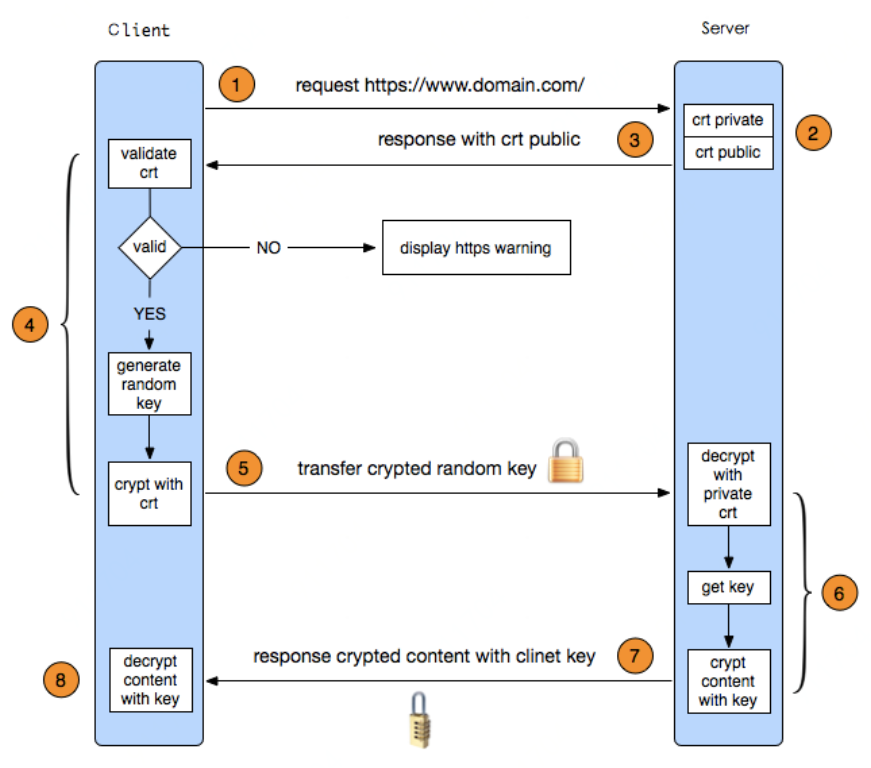 Client
Server
1
request https://www.domain.com/
crt private
2
response with crt public
3
crt public
validate
crt
valid
NO
display https warning
4
YES
generate
random
key
5
transfer crypted random key
decrypt
with
private
crt
crypt with
crt
get key
6
response crypted content with clinet key
7
8
decrypt
content
with key
crypt
content
with key